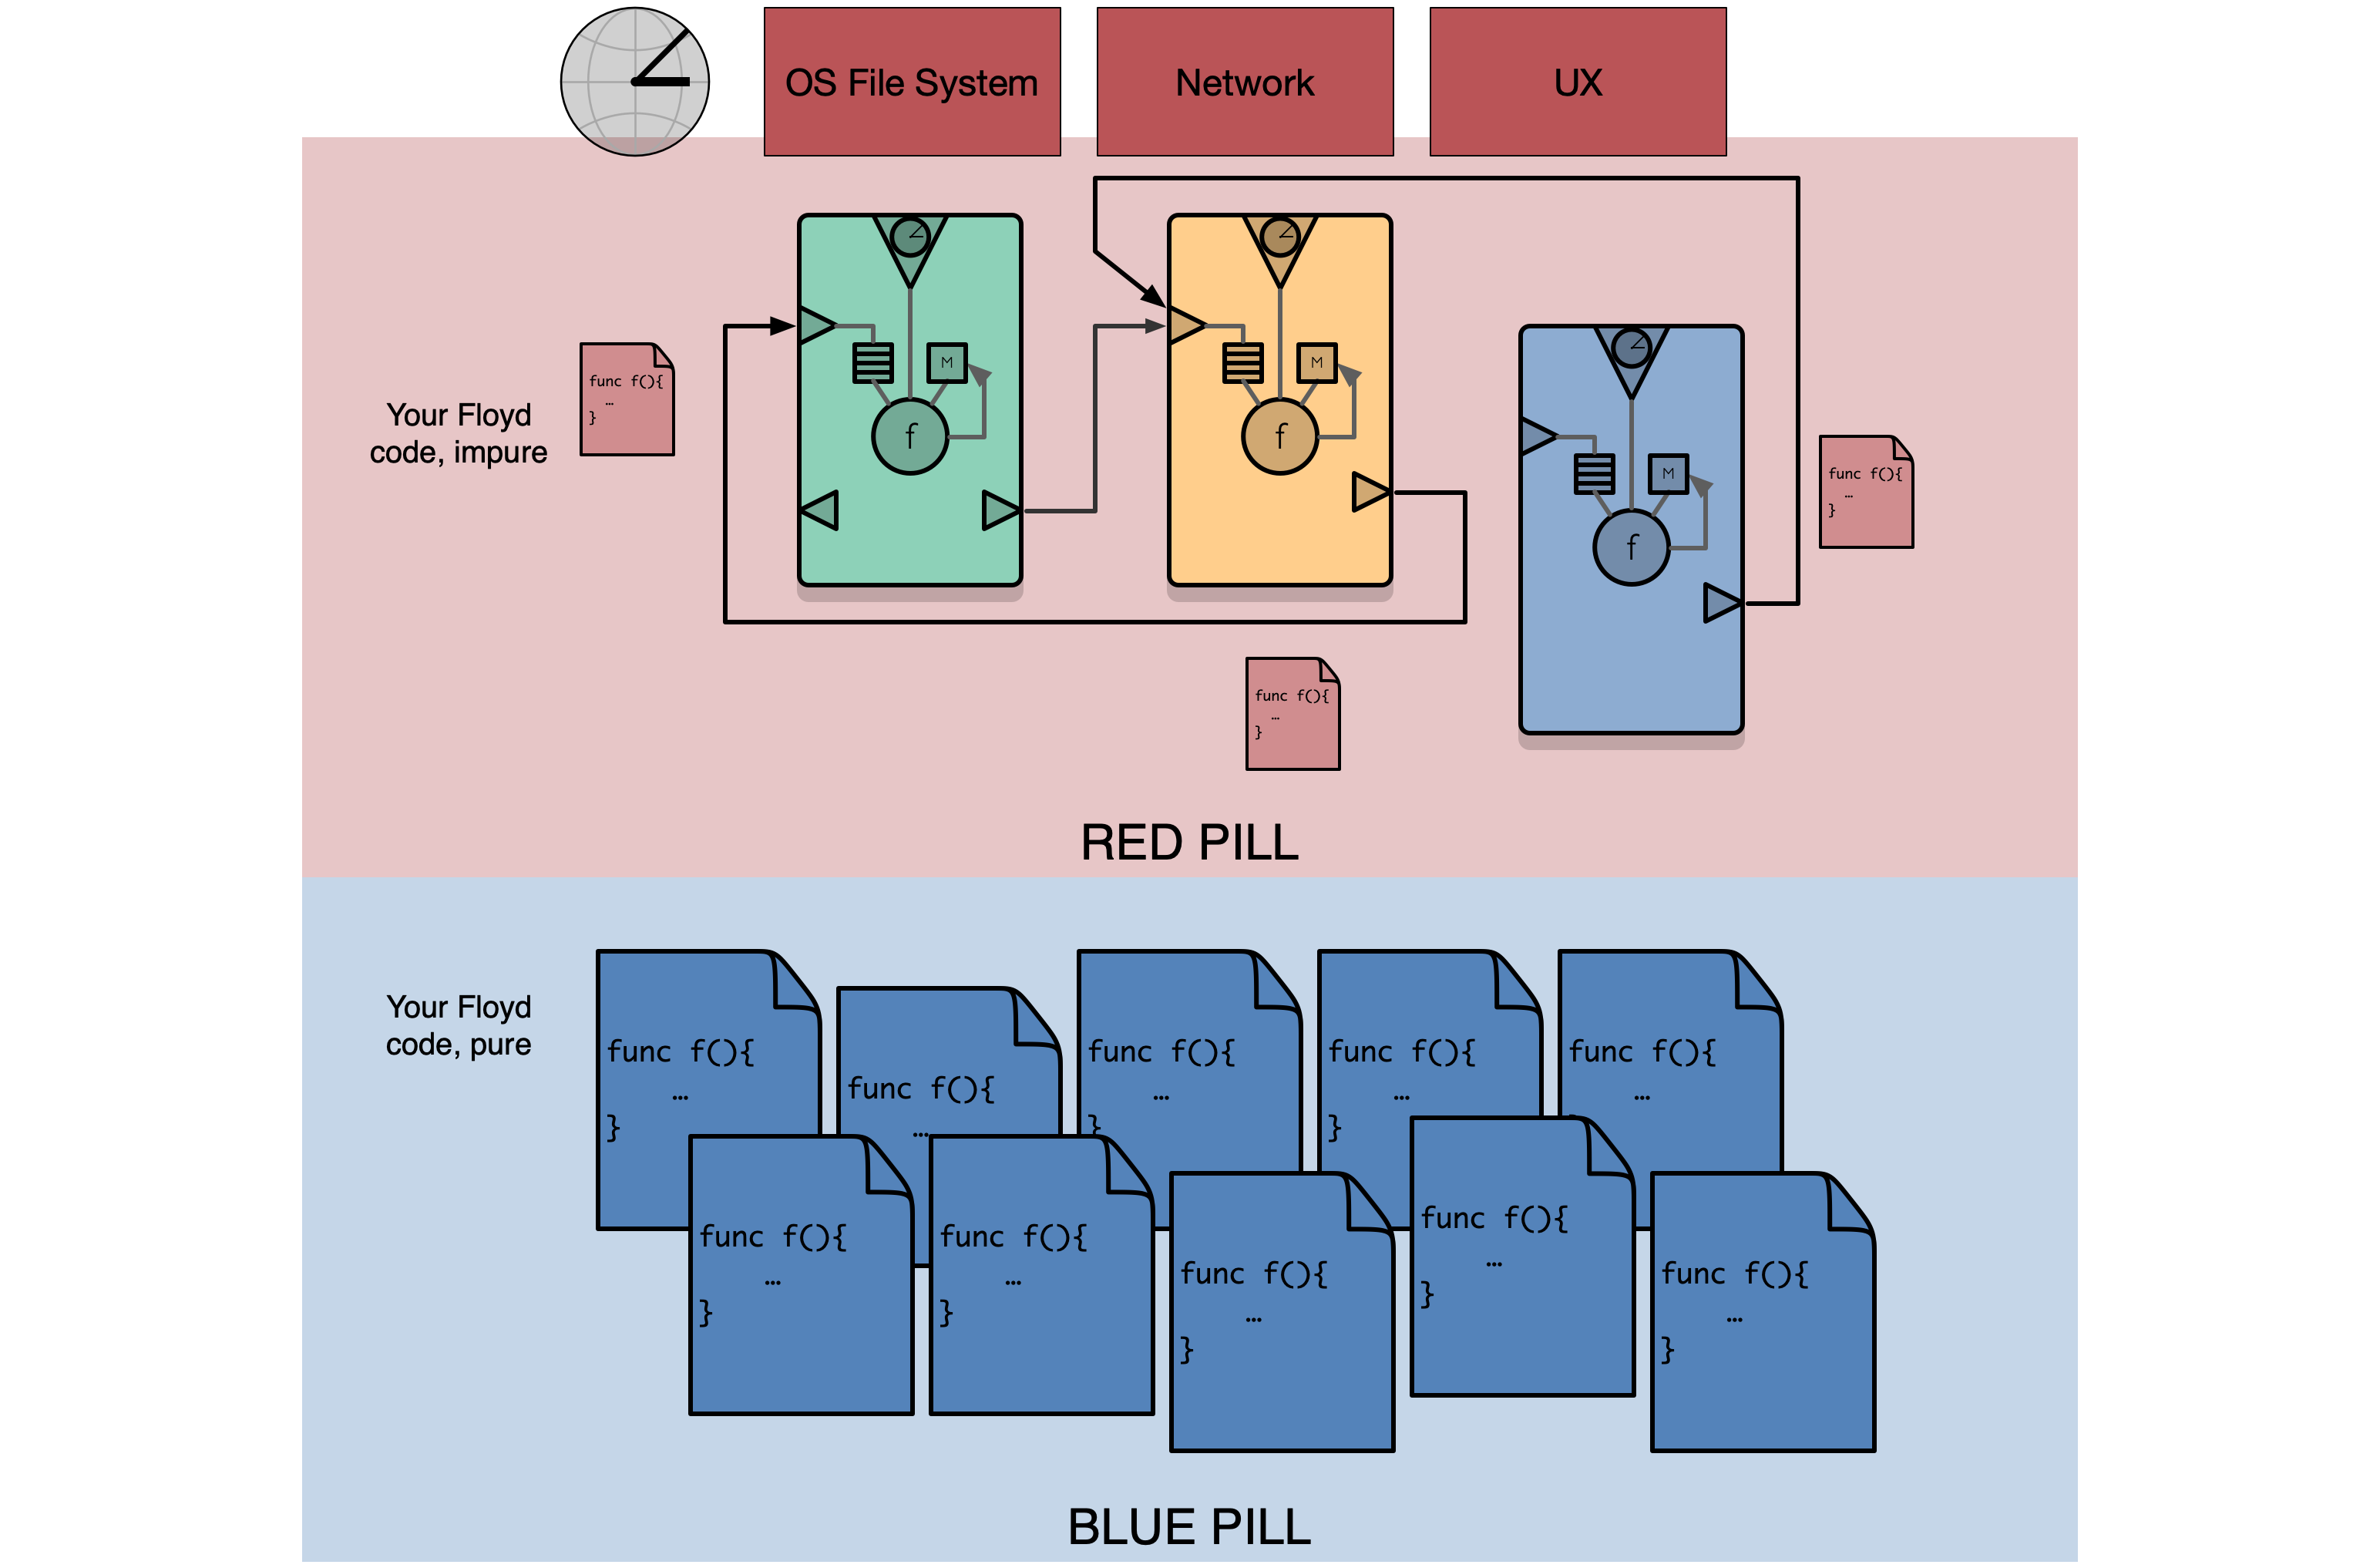 OS File System
Network
UX
Your Floyd
code, impure
func f(){
…
}
M
f
M
f
M
f
func f(){
…
}
func f(){
…
}
RED PILL
Your Floyd
code, pure
func f(){
…
}
func f(){
…
func f(){
…
}
func f(){
…
}
func f(){
…
func f(){
…
}
func f(){
…
}
func f(){
…
}
func f(){
…
}
func f(){
…
}
BLUE PILL